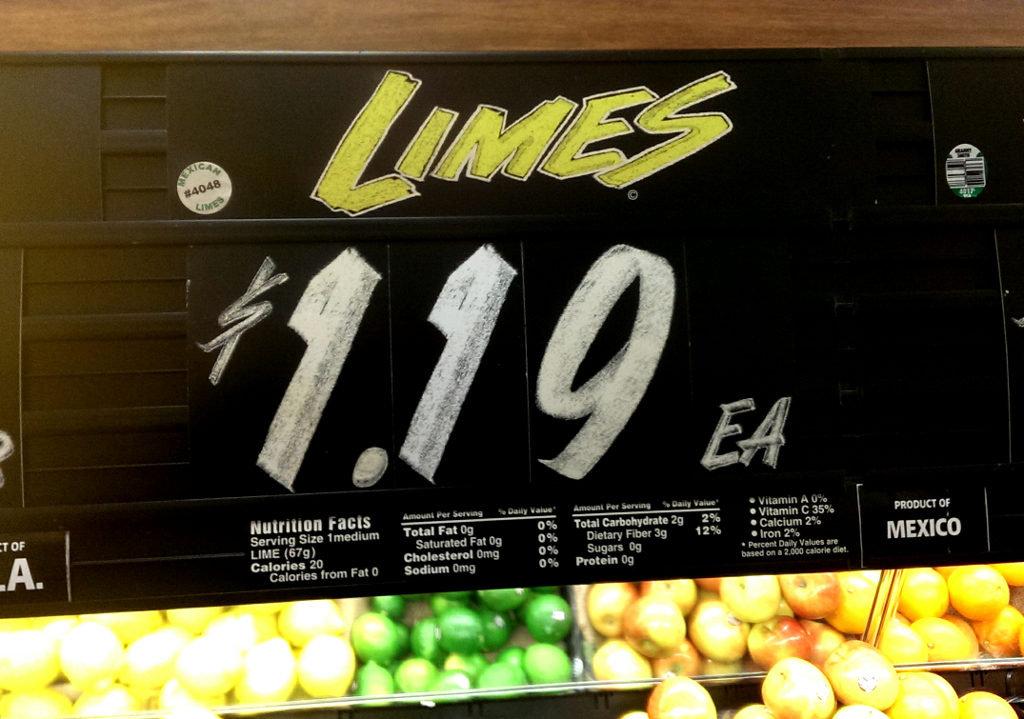 LIMES
©
MEXICAN
#4048
LIMES
$1.19 EA
Nutrition Facts
Serving Size 1medium
LIME (67g)
Calories 20
Calories from Fat 0
Amount Per Serving % Daily Value*
Total Fat 0g 0%
Saturated Fat 0g 0%
Cholesterol 0mg 0%
Sodium 0mg 0%
Amount Per Serving % Daily Value*
Total Carbohydrate 2g 2%
Dietary Fiber 3g 12%
Sugars 0g
Protein 0g
• Vitamin A 0%
• Vitamin C 35%
• Calcium 2%
• Iron 2%
* Percent Daily Values are
based on a 2,000 calorie diet.
PRODUCT OF
MEXICO
CT OF
.A.